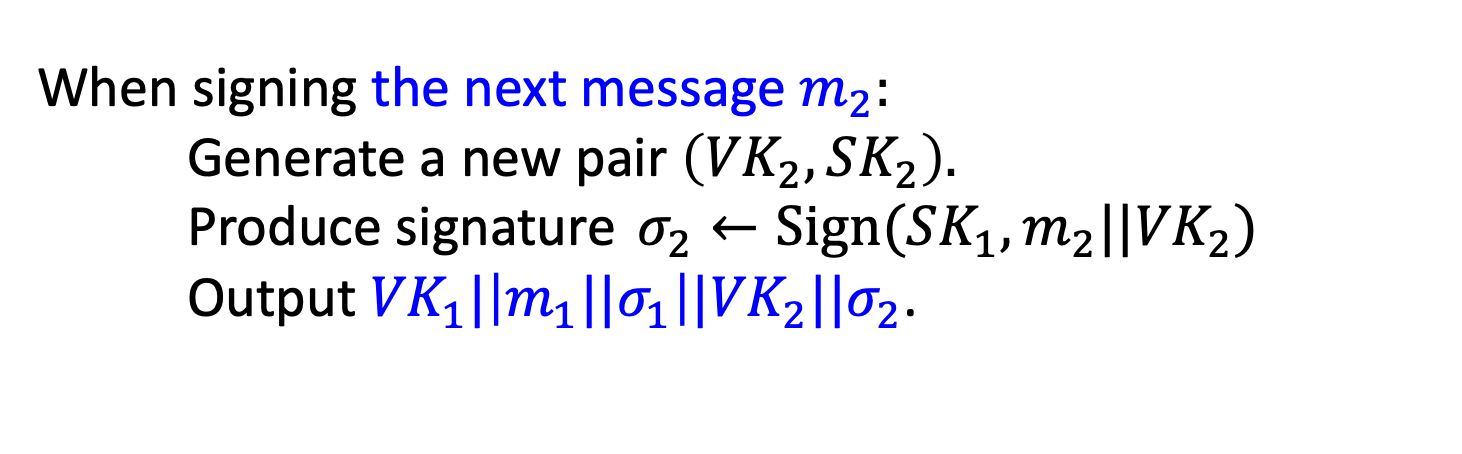 When signing the next message m₂:
Generate a new pair (VK₂, SK₂).
Produce signature σ₂ ← Sign(SK₁, m₂||VK₂)
Output VK₁||m₁||σ₁||VK₂||σ₂.